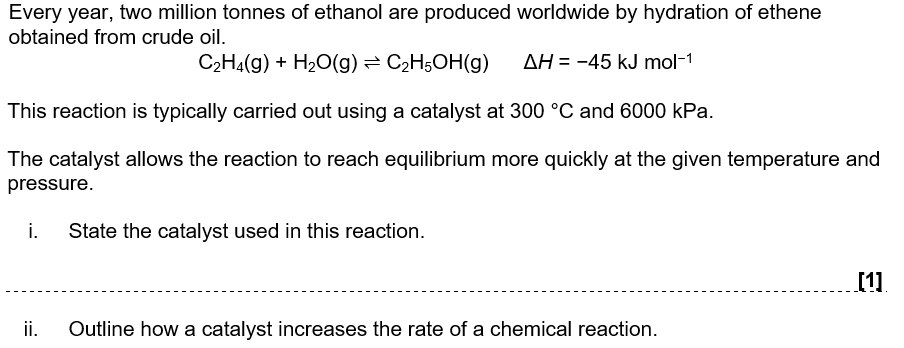 Every year, two million tonnes of ethanol are produced worldwide by hydration of ethene
obtained from crude oil.
C₂H₄(g) + H₂O(g) ⇌ C₂H₅OH(g)    ΔH = −45 kJ mol⁻¹
This reaction is typically carried out using a catalyst at 300 °C and 6000 kPa.
The catalyst allows the reaction to reach equilibrium more quickly at the given temperature and
pressure.
i. State the catalyst used in this reaction.
[1]
ii. Outline how a catalyst increases the rate of a chemical reaction.